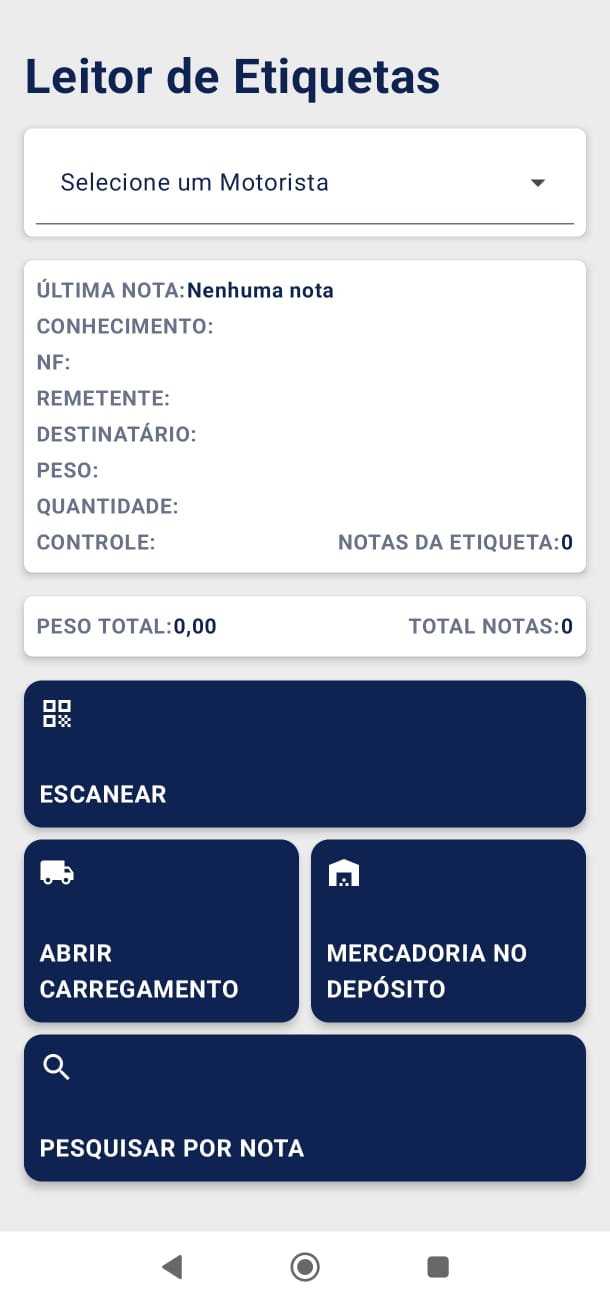 Leitor de Etiquetas
Selecione um Motorista
ÚLTIMA NOTA:Nenhuma nota
CONHECIMENTO:
NF:
REMETENTE:
DESTINATÁRIO:
PESO:
QUANTIDADE:
CONTROLE: NOTAS DA ETIQUETA:0
PESO TOTAL:0,00 TOTAL NOTAS:0
ESCANEAR
ABRIR
CARREGAMENTO
MERCADORIA NO
DEPÓSITO
PESQUISAR POR NOTA